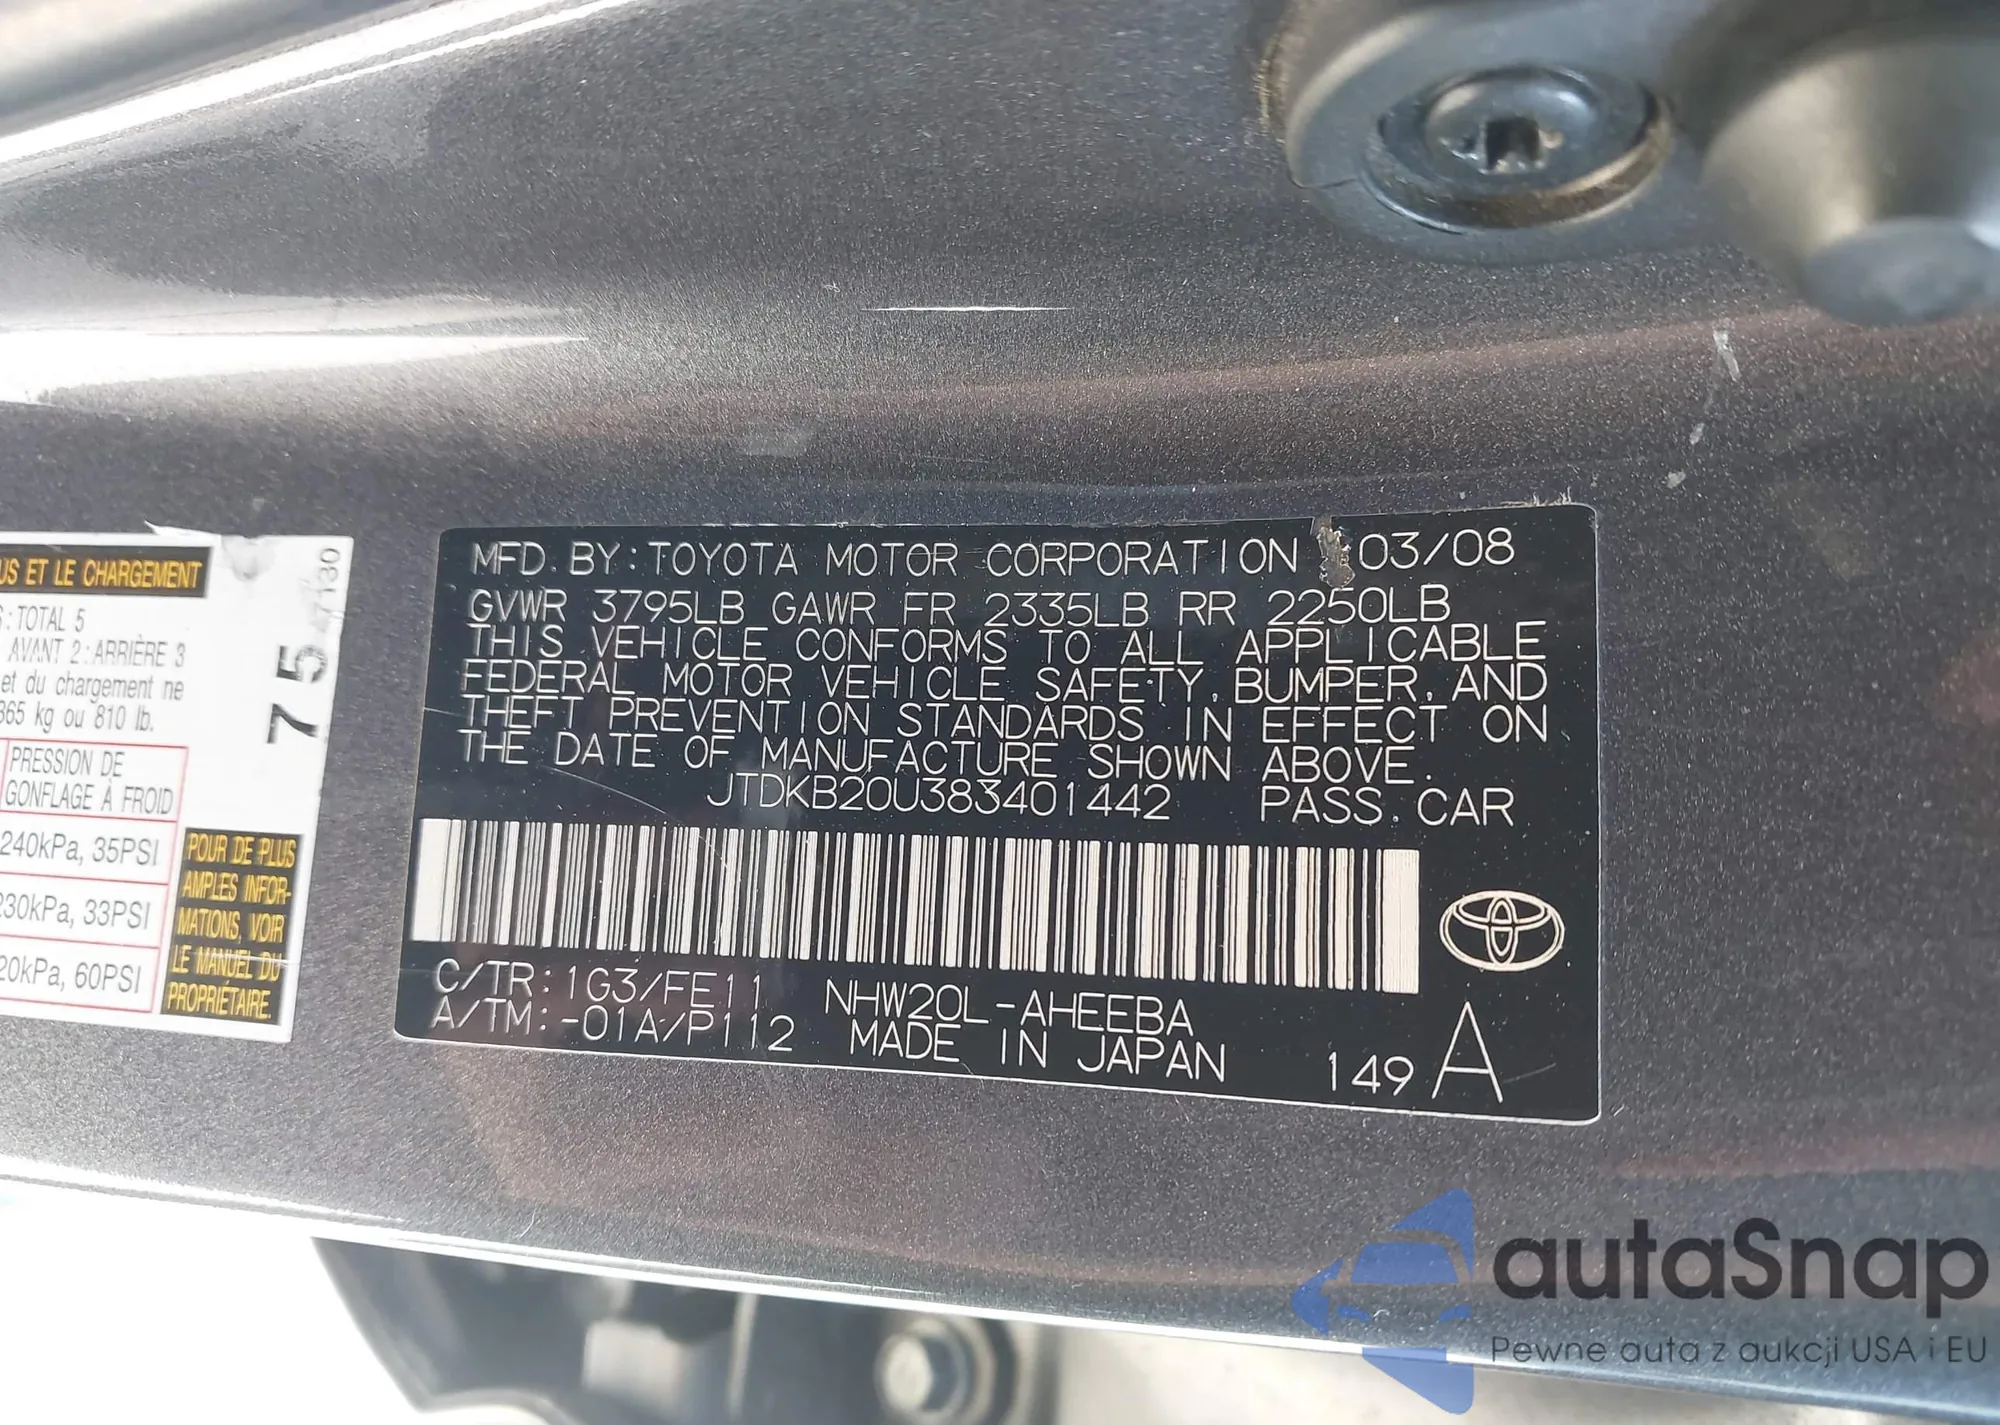 US ET LE CHARGEMENT
: TOTAL 5
AVANT 2 : ARRIÈRE 3
et du chargement ne
365 kg ou 810 lb.
PRESSION DE
GONFLAGE À FROID
240kPa, 35PSI
230kPa, 33PSI
20kPa, 60PSI
75
47130
POUR DE PLUS
AMPLES INFOR-
MATIONS, VOIR
LE MANUEL DU
PROPRIÉTAIRE.
MFD. BY: TOYOTA MOTOR CORPORATION 03/08
GVWR 3795LB GAWR FR 2335LB RR 2250LB
THIS VEHICLE CONFORMS TO ALL APPLICABLE
FEDERAL MOTOR VEHICLE SAFETY, BUMPER, AND
THEFT PREVENTION STANDARDS IN EFFECT ON
THE DATE OF MANUFACTURE SHOWN ABOVE.
JTDKB20U383401442 PASS. CAR
C/TR: 1G3/FE11 NHW20L-AHEEBA
A/TM: -01A/P112 MADE IN JAPAN 149 A
autaSnap
Pewne auta z aukcji USA i EU